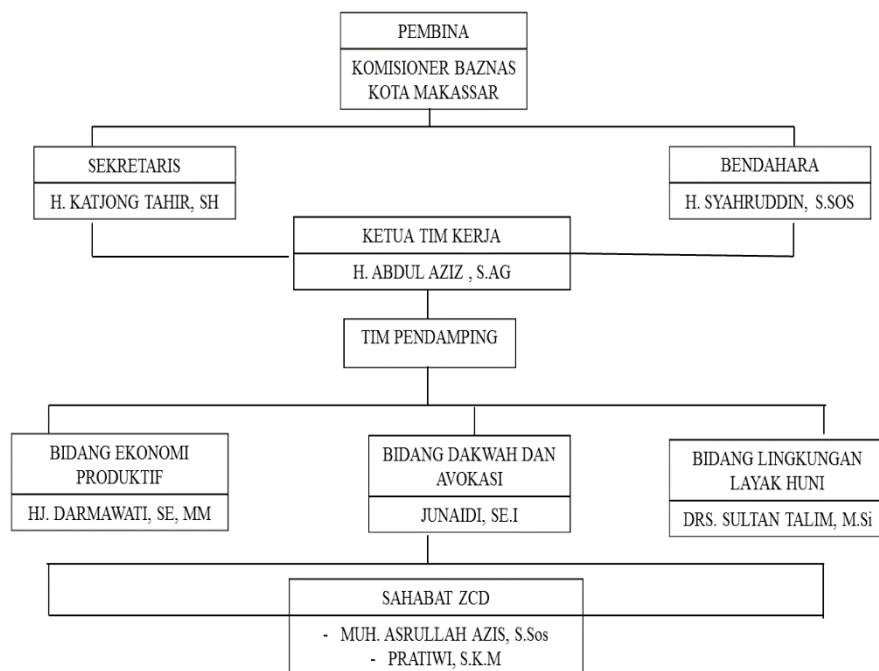 PEMBINA
KOMISIONER BAZNAS
KOTA MAKASSAR
SEKRETARIS
H. KATJONG TAHIR, SH
BENDAHARA
H. SYAHRUDDIN, S.SOS
KETUA TIM KERJA
H. ABDUL AZIZ , S.AG
TIM PENDAMPING
BIDANG EKONOMI
PRODUKTIF
HJ. DARMAWATI, SE, MM
BIDANG DAKWAH DAN
AVOKASI
JUNAIDI, SE.I
BIDANG LINGKUNGAN
LAYAK HUNI
DRS. SULTAN TALIM, M.Si
SAHABAT ZCD
- MUH. ASRULLAH AZIS, S.Sos
- PRATIWI, S.K.M